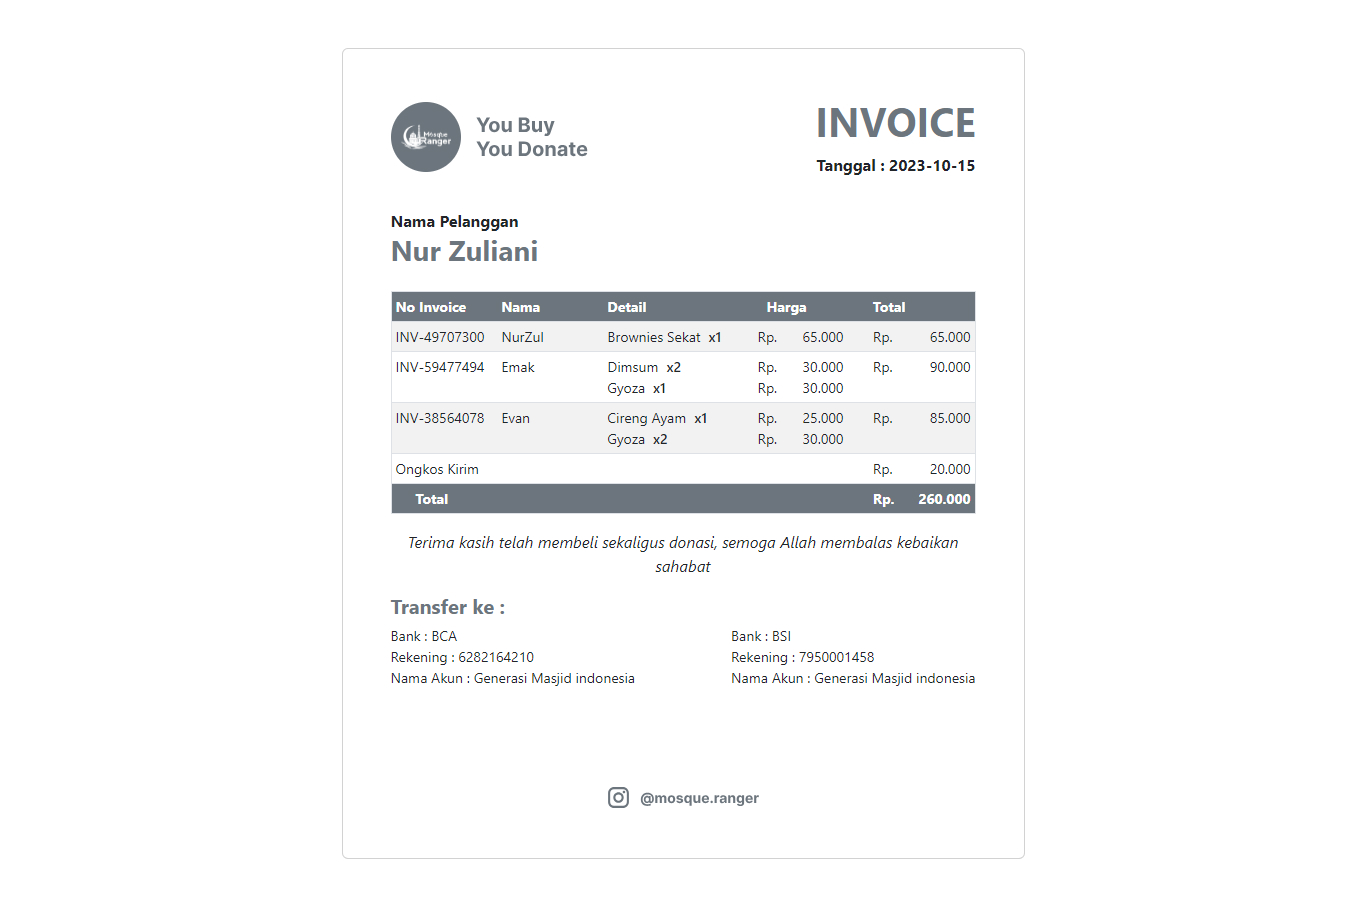 Mosque
Ranger
You Buy
You Donate
INVOICE
Tanggal : 2023-10-15
Nama Pelanggan
Nur Zuliani
No Invoice Nama Detail Harga Total
INV-49707300 NurZul Brownies Sekat x1 Rp. 65.000 Rp. 65.000
INV-59477494 Emak Dimsum x2 Rp. 30.000 Rp. 90.000
Gyoza x1 Rp. 30.000
INV-38564078 Evan Cireng Ayam x1 Rp. 25.000 Rp. 85.000
Gyoza x2 Rp. 30.000
Ongkos Kirim Rp. 20.000
Total Rp. 260.000
Terima kasih telah membeli sekaligus donasi, semoga Allah membalas kebaikan
sahabat
Transfer ke :
Bank : BCA
Rekening : 6282164210
Nama Akun : Generasi Masjid indonesia
Bank : BSI
Rekening : 7950001458
Nama Akun : Generasi Masjid indonesia
@mosque.ranger